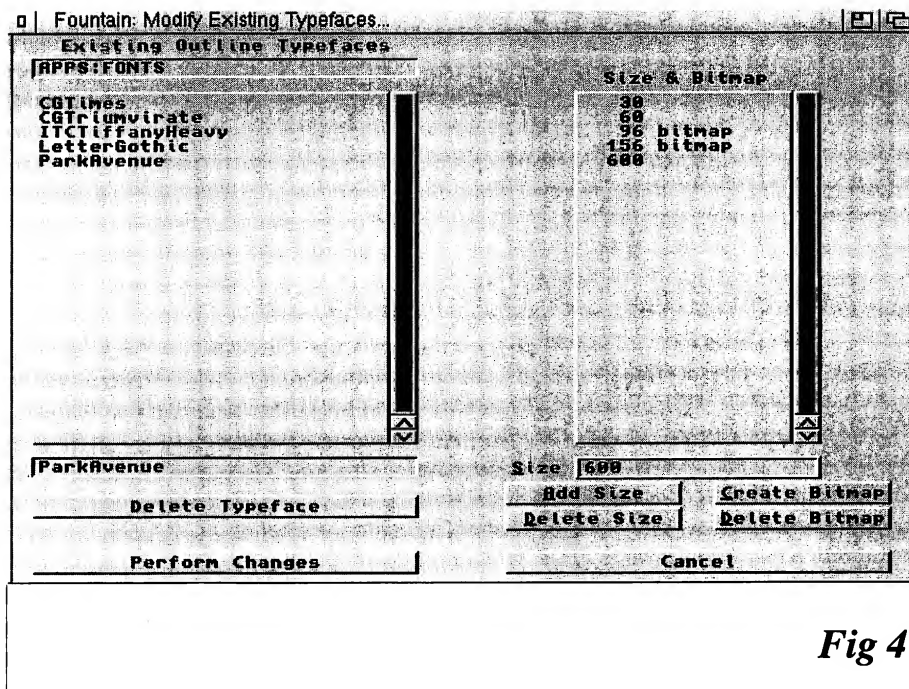 Fountain: Modify Existing Typefaces...
Existing Outline Typefaces
APPS:FONTS
CGTimes
CGTriumvirate
ITCTiffanyHeavy
LetterGothic
ParkAvenue
ParkAvenue
Delete Typeface
Perform Changes
Size & Bitmap
30
60
96 bitmap
156 bitmap
600
Size 600
Add Size
Create Bitmap
Delete Size
Delete Bitmap
Cancel
Fig 4